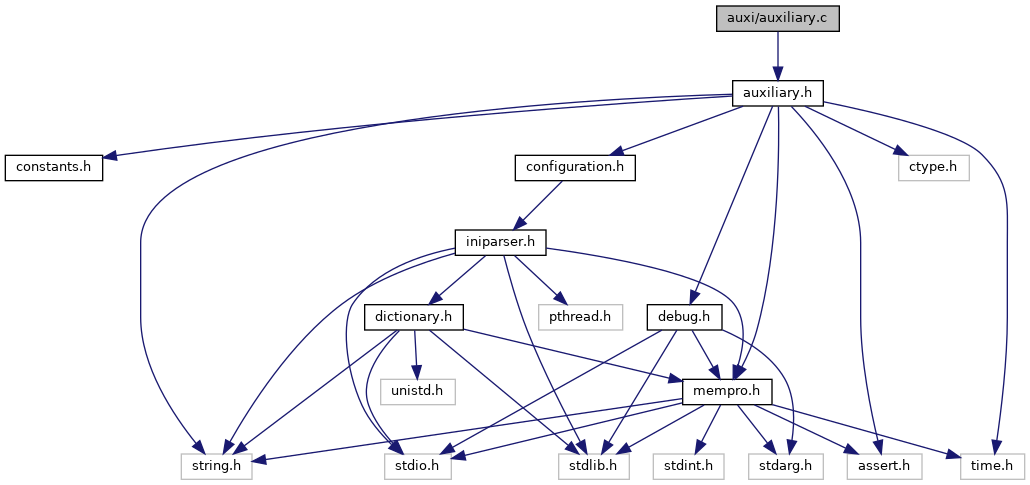 auxi/auxiliary.c
auxiliary.h
constants.h
configuration.h
ctype.h
iniparser.h
dictionary.h
pthread.h
debug.h
unistd.h
mempro.h
string.h
stdio.h
stdlib.h
stdint.h
stdarg.h
assert.h
time.h